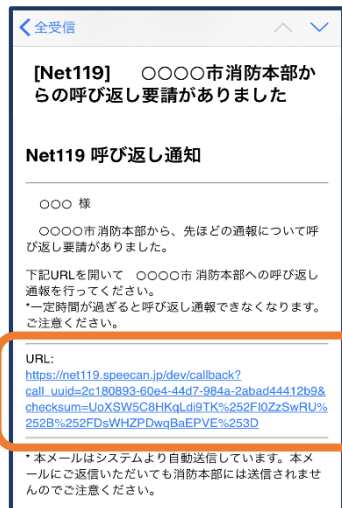 全受信
[Net119]　○○○○市消防本部か
らの呼び返し要請がありました
Net119 呼び返し通知
○○○ 様
○○○○市消防本部から、先ほどの通報について呼
び返し要請がありました。
下記URLを開いて　○○○○市 消防本部への呼び返し
通報を行ってください。
*一定時間が過ぎると呼び返し通報できなくなります。
ご注意ください。
URL:
https://net119.speecan.jp/dev/callback?
call_uuid=2c180893-60e4-44d7-984a-2abad44412b9&
checksum=UoXSW5C8HKqLdi9TK%252FI0ZzSwRU%
252B%252FDsWHZPDwqBaEPVE%253D
* 本メールはシステムより自動送信しています。本メ
ールにご返信いただいても消防本部には送信されませ
んのでご注意ください。